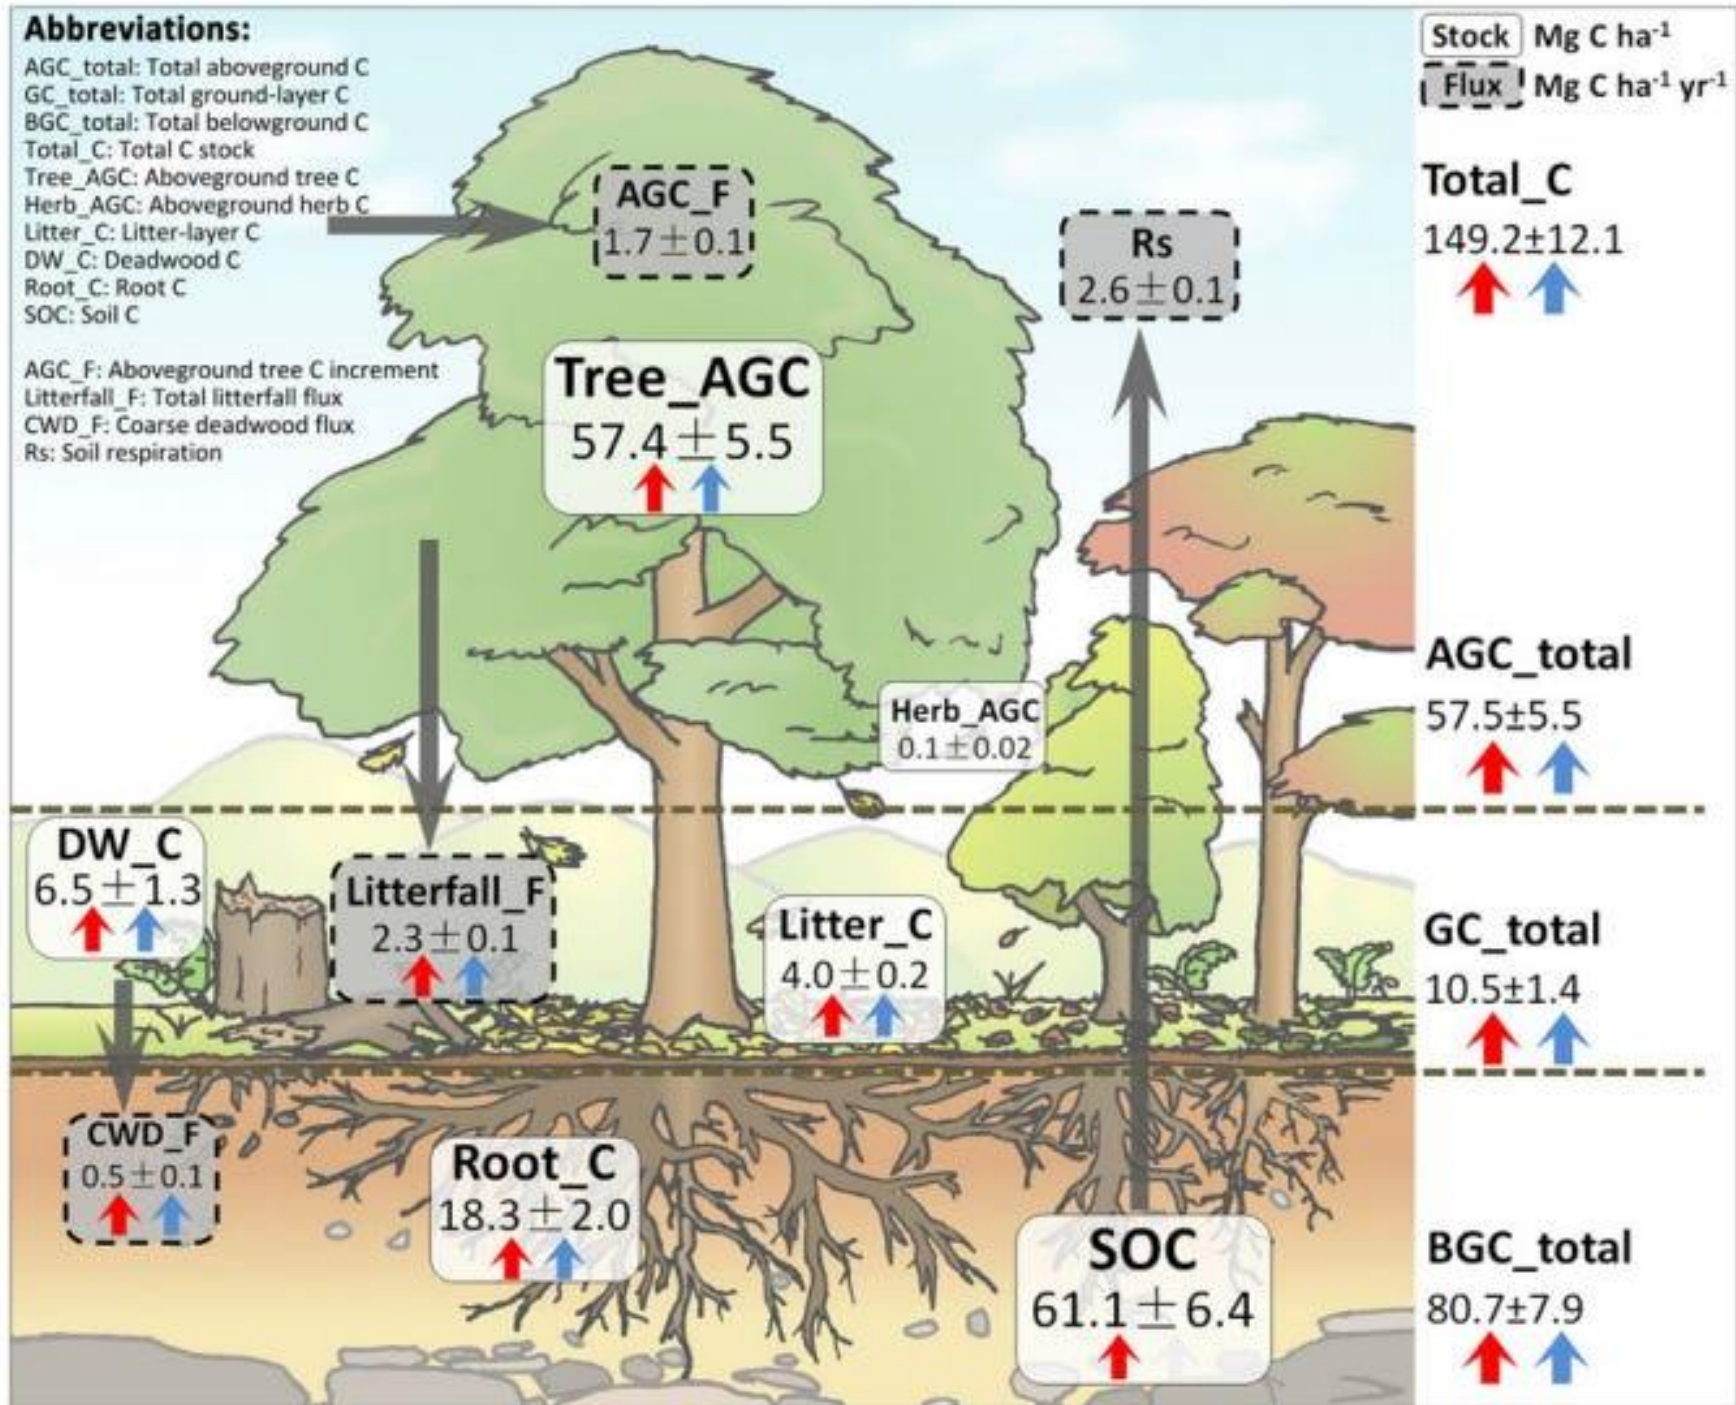 Abbreviations:
AGC_total: Total aboveground C
GC_total: Total ground-layer C
BGC_total: Total belowground C
Total_C: Total C stock
Tree_AGC: Aboveground tree C
Herb_AGC: Aboveground herb C
Litter_C: Litter-layer C
DW_C: Deadwood C
Root_C: Root C
SOC: Soil C
AGC_F: Aboveground tree C increment
Litterfall_F: Total litterfall flux
CWD_F: Coarse deadwood flux
Rs: Soil respiration
Stock Mg C ha⁻¹
Flux Mg C ha⁻¹ yr⁻¹
AGC_F
1.7±0.1
Rs
2.6±0.1
Total_C
149.2±12.1
Tree_AGC
57.4±5.5
Herb_AGC
0.1±0.02
AGC_total
57.5±5.5
DW_C
6.5±1.3
Litterfall_F
2.3±0.1
Litter_C
4.0±0.2
GC_total
10.5±1.4
CWD_F
0.5±0.1
Root_C
18.3±2.0
SOC
61.1±6.4
BGC_total
80.7±7.9